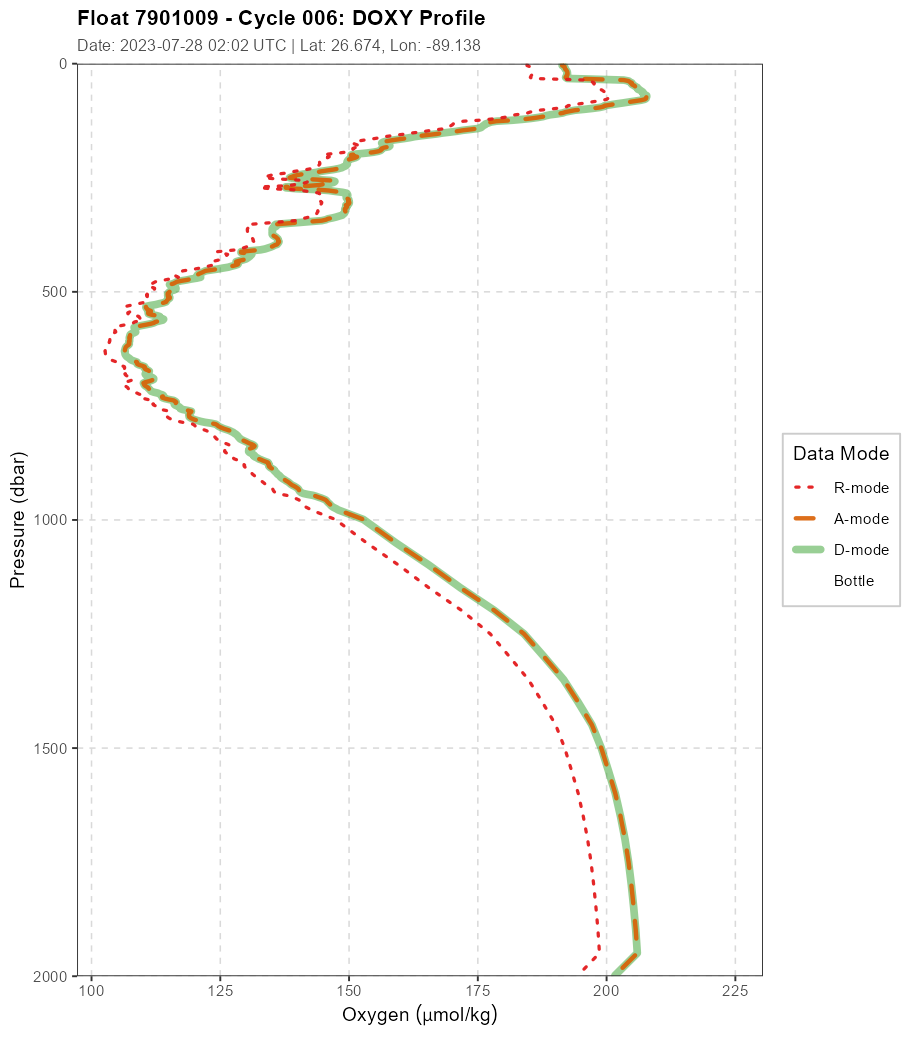 Float 7901009 - Cycle 006: DOXY Profile
Date: 2023-07-28 02:02 UTC | Lat: 26.674, Lon: -89.138
0
500
1000
1500
2000
Pressure (dbar)
100
125
150
175
200
225
Oxygen (μmol/kg)
Data Mode
R-mode
A-mode
D-mode
Bottle